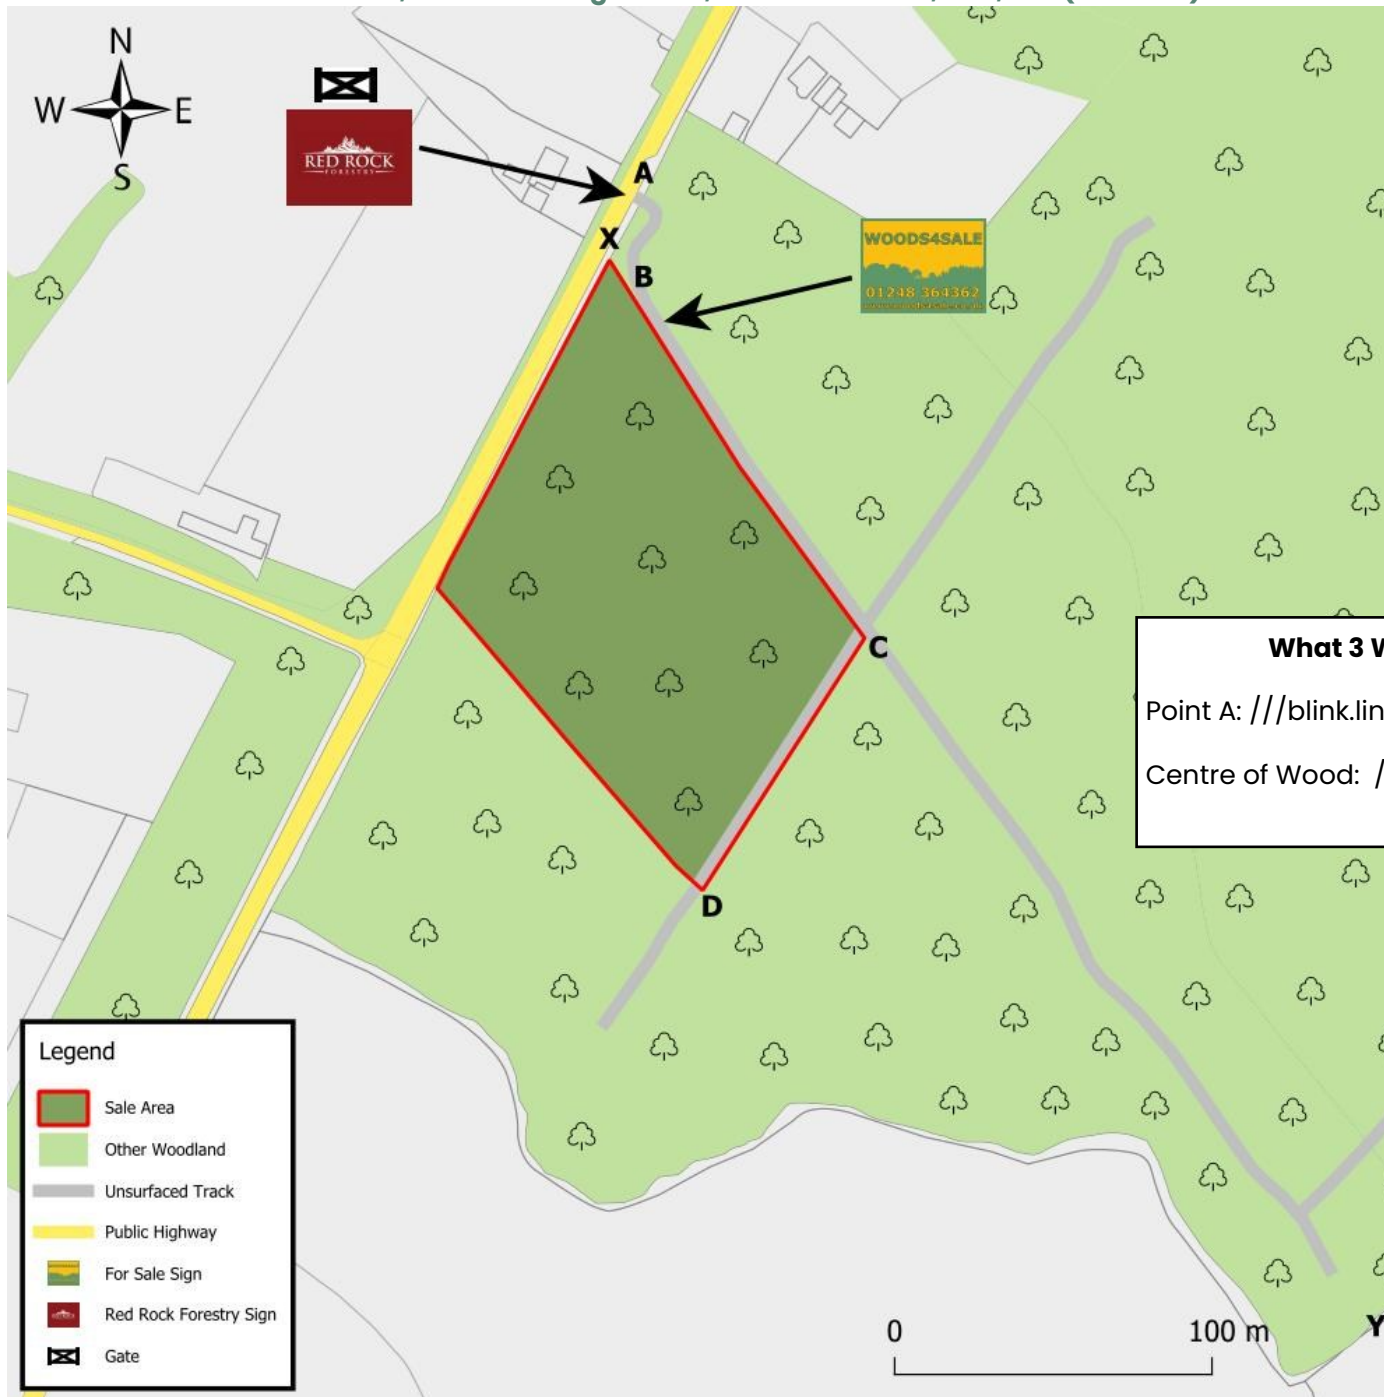 N
W E
S
RED ROCK
FORESTRY
A
X
B
WOODS4SALE
01248 364362
C
What 3 W
Point A: ///blink.lin
Centre of Wood: /
D
Legend
Sale Area
Other Woodland
Unsurfaced Track
Public Highway
For Sale Sign
Red Rock Forestry Sign
Gate
0 100 m
Y